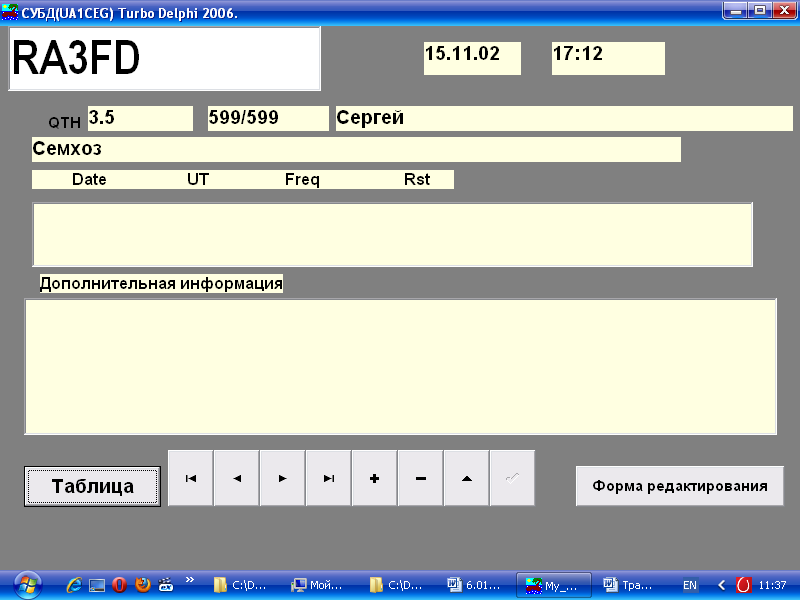 СУБД(UA1CEG) Turbo Delphi 2006.
RA3FD
15.11.02 17:12
QTH 3.5 599/599 Сергей
Семхоз
Date UT Freq Rst
Дополнительная информация
Таблица
Форма редактирования
C:\D... Мой... C:\D... 6.01... My_... Тра... EN 11:37